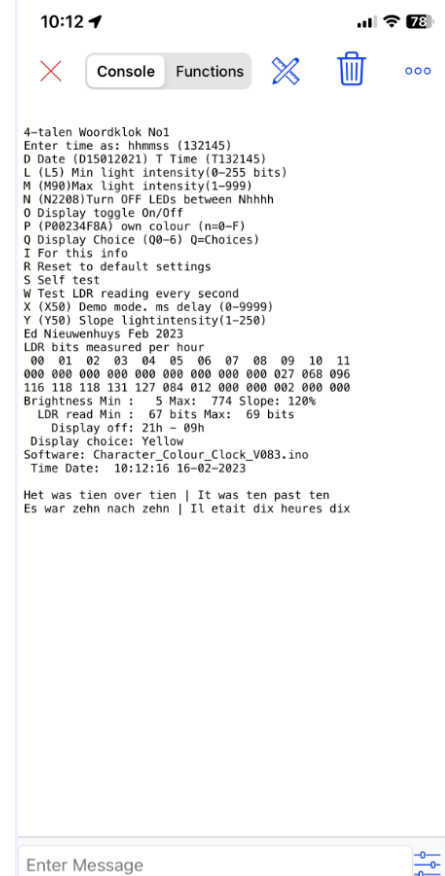 10:12
78
Console Functions
4-talen Woordklok No1
Enter time as: hhmmss (132145)
D Date (D15012021) T Time (T132145)
L (L5) Min light intensity(0-255 bits)
M (M90)Max light intensity(1-999)
N (N2208)Turn OFF LEDs between Nhhhh
O Display toggle On/Off
P (P00234F8A) own colour (n=0-F)
Q Display Choice (Q0-6) Q=Choices)
I For this info
R Reset to default settings
S Self test
W Test LDR reading every second
X (X50) Demo mode. ms delay (0-9999)
Y (Y50) Slope lightintensity(1-250)
Ed Nieuwenhuys Feb 2023
LDR bits measured per hour
00 01 02 03 04 05 06 07 08 09 10 11
000 000 000 000 000 000 000 000 000 027 068 096
116 118 118 131 127 084 012 000 000 002 000 000
Brightness Min : 5 Max: 774 Slope: 120%
LDR read Min : 67 bits Max: 69 bits
Display off: 21h - 09h
Display choice: Yellow
Software: Character_Colour_Clock_V083.ino
Time Date: 10:12:16 16-02-2023
Het was tien over tien | It was ten past ten
Es war zehn nach zehn | Il etait dix heures dix
Enter Message